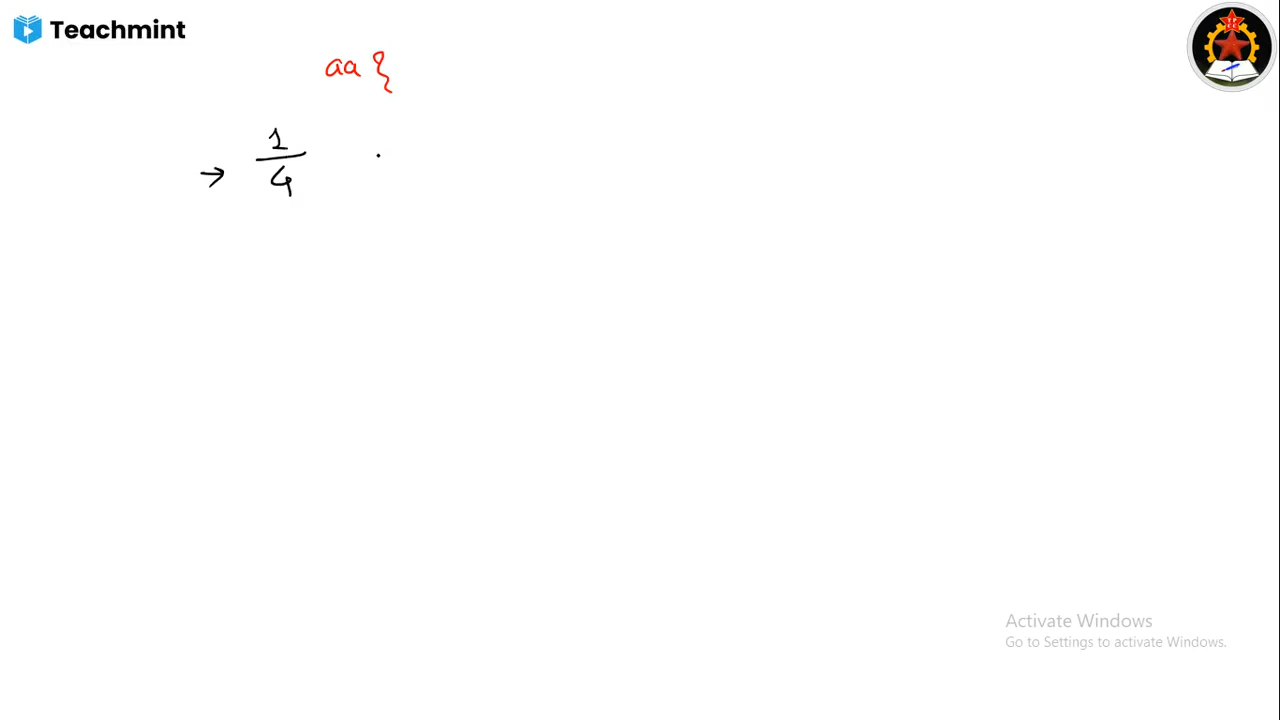 Teachmint
aa {
→ 1/4 .
Activate Windows
Go to Settings to activate Windows.